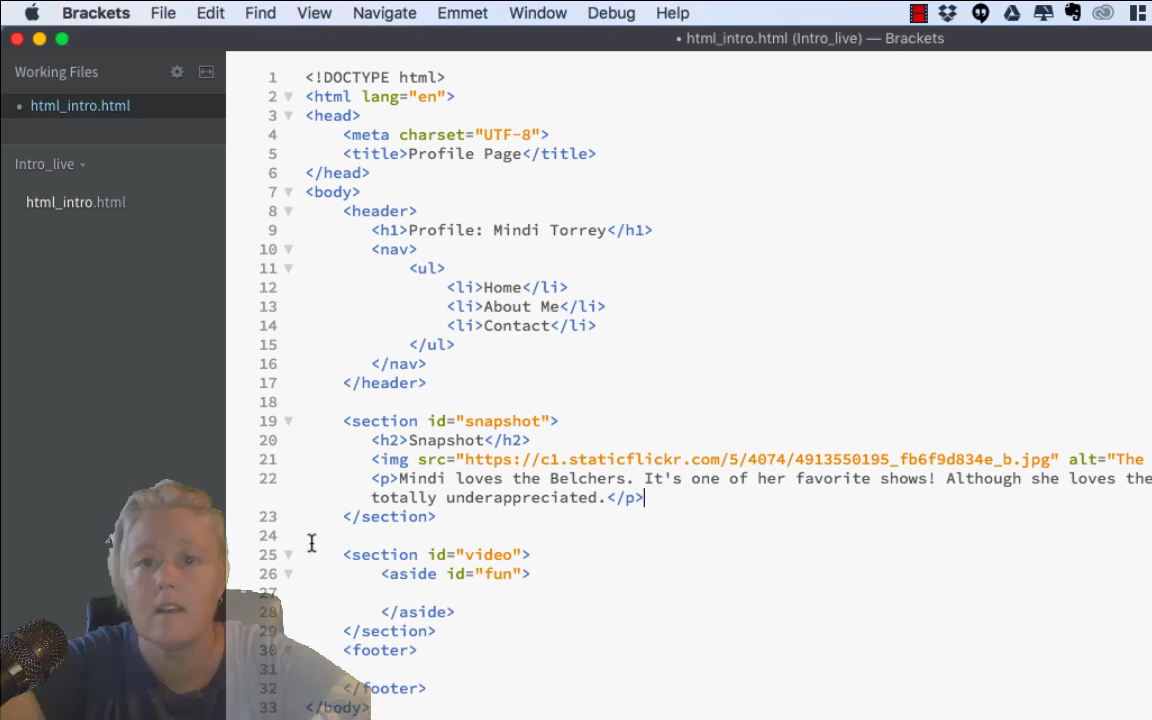 Brackets File Edit Find View Navigate Emmet Window Debug Help
• html_intro.html (Intro_live) — Brackets
Working Files
• html_intro.html
Intro_live
html_intro.html
1 <!DOCTYPE html>
2 <html lang="en">
3 <head>
4 <meta charset="UTF-8">
5 <title>Profile Page</title>
6 </head>
7 <body>
8 <header>
9 <h1>Profile: Mindi Torrey</h1>
10 <nav>
11 <ul>
12 <li>Home</li>
13 <li>About Me</li>
14 <li>Contact</li>
15 </ul>
16 </nav>
17 </header>
18
19 <section id="snapshot">
20 <h2>Snapshot</h2>
21 <img src="https://c1.staticflickr.com/5/4074/4913550195_fb6f9d834e_b.jpg" alt="The
22 <p>Mindi loves the Belchers. It's one of her favorite shows! Although she loves the
totally underappreciated.</p>
23 </section>
24
25 <section id="video">
26 <aside id="fun">
27
28 </aside>
29 </section>
30 <footer>
31
32 </footer>
33 </body>